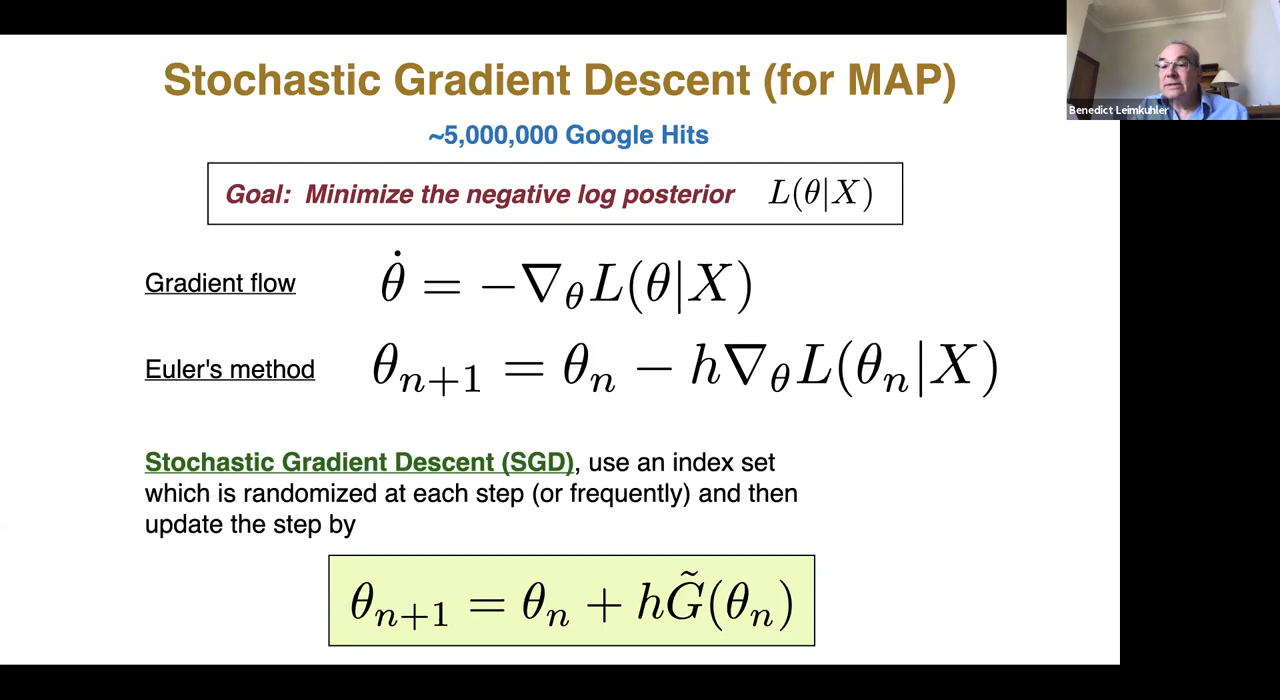 Stochastic Gradient Descent (for MAP)
~5,000,000 Google Hits
Goal: Minimize the negative log posterior L(θ|X)
Gradient flow θ̇ = −∇_θ L(θ|X)
Euler's method θ_{n+1} = θ_n − h∇_θ L(θ_n|X)
Stochastic Gradient Descent (SGD), use an index set
which is randomized at each step (or frequently) and then
update the step by
θ_{n+1} = θ_n + hG̃(θ_n)
Benedict Leimkuhler